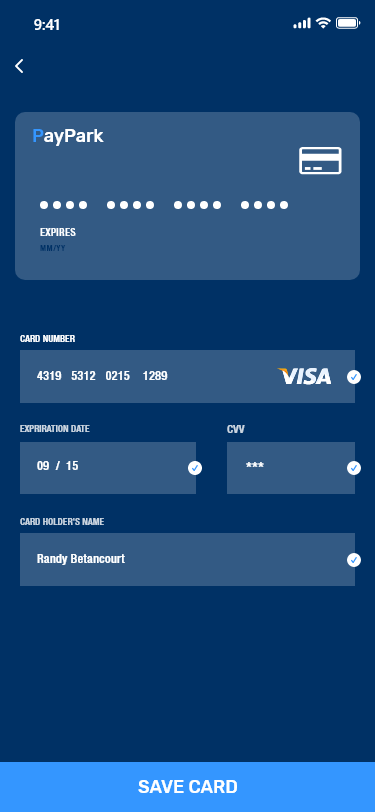 9:41
PayPark
EXPIRES
MM/YY
CARD NUMBER
4319 5312 0215 1289
VISA
EXPRIRATION DATE
CVV
09 / 15
***
CARD HOLDER'S NAME
Randy Betancourt
SAVE CARD